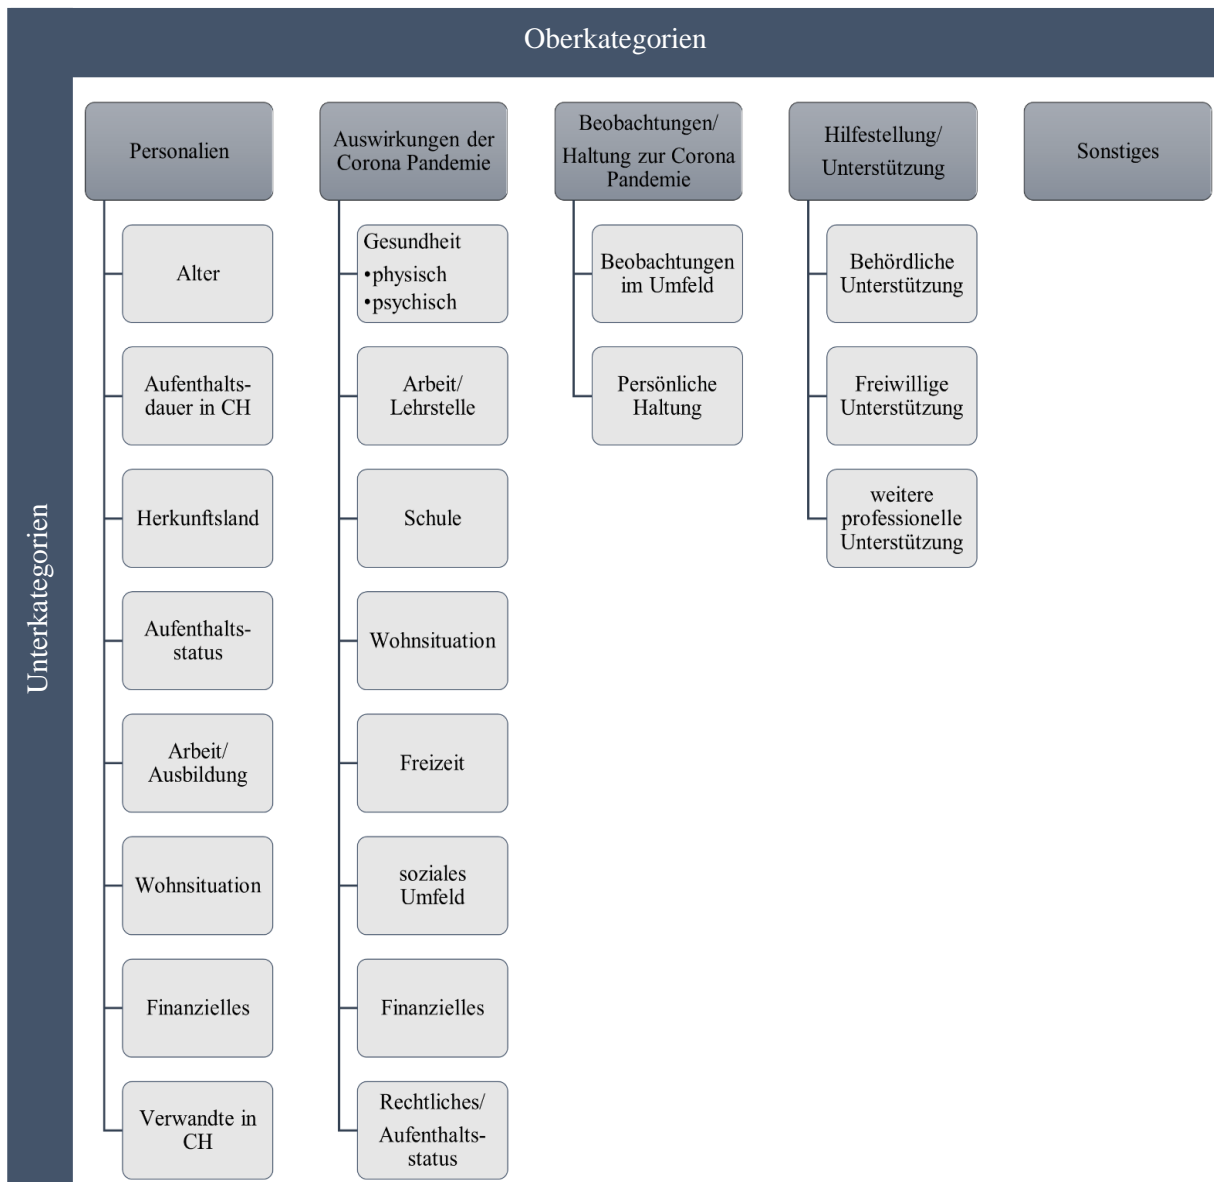 Oberkategorien
Unterkategorien
Personalien
Alter
Aufenthalts-
dauer in CH
Herkunftsland
Aufenthalts-
status
Arbeit/
Ausbildung
Wohnsituation
Finanzielles
Verwandte in
CH
Auswirkungen der
Corona Pandemie
Gesundheit
•physisch
•psychisch
Arbeit/
Lehrstelle
Schule
Wohnsituation
Freizeit
soziales
Umfeld
Finanzielles
Rechtliches/
Aufenthalts-
status
Beobachtungen/
Haltung zur Corona
Pandemie
Beobachtungen
im Umfeld
Persönliche
Haltung
Hilfestellung/
Unterstützung
Behördliche
Unterstützung
Freiwillige
Unterstützung
weitere
professionelle
Unterstützung
Sonstiges